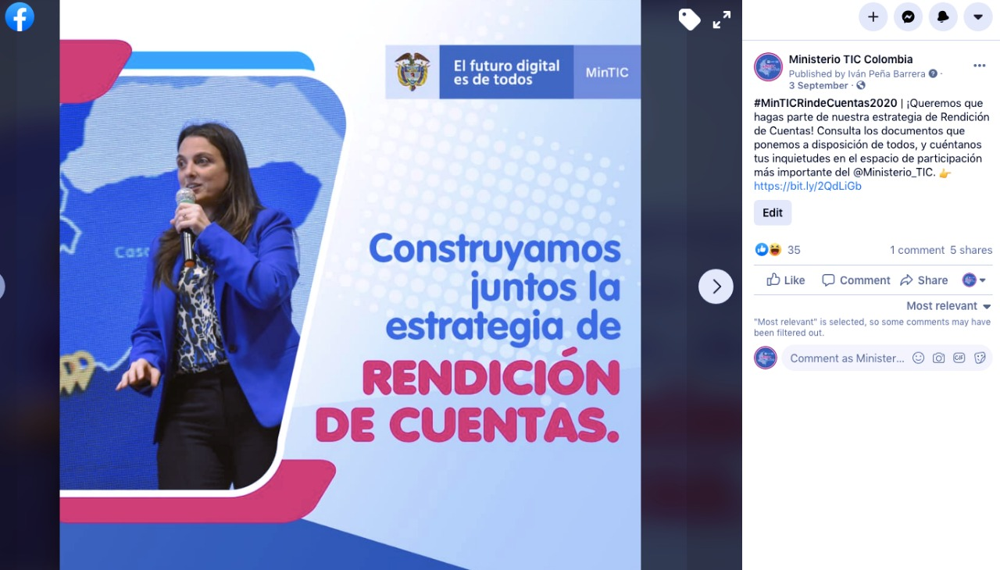 El futuro digital
es de todos
MinTIC
Casa
Construyamos
juntos la
estrategia de
RENDICIÓN
DE CUENTAS.
Ministerio TIC Colombia
Published by Iván Peña Barrera ·
3 September ·
#MinTICRindeCuentas2020 | ¡Queremos que
hagas parte de nuestra estrategia de Rendición
de Cuentas! Consulta los documentos que
ponemos a disposición de todos, y cuéntanos
tus inquietudes en el espacio de participación
más importante del @Ministerio_TIC. 👉
https://bit.ly/2QdLiGb
Edit
35 1 comment 5 shares
Like Comment Share
Most relevant
"Most relevant" is selected, so some comments may have
been filtered out.
Comment as Minister... GIF